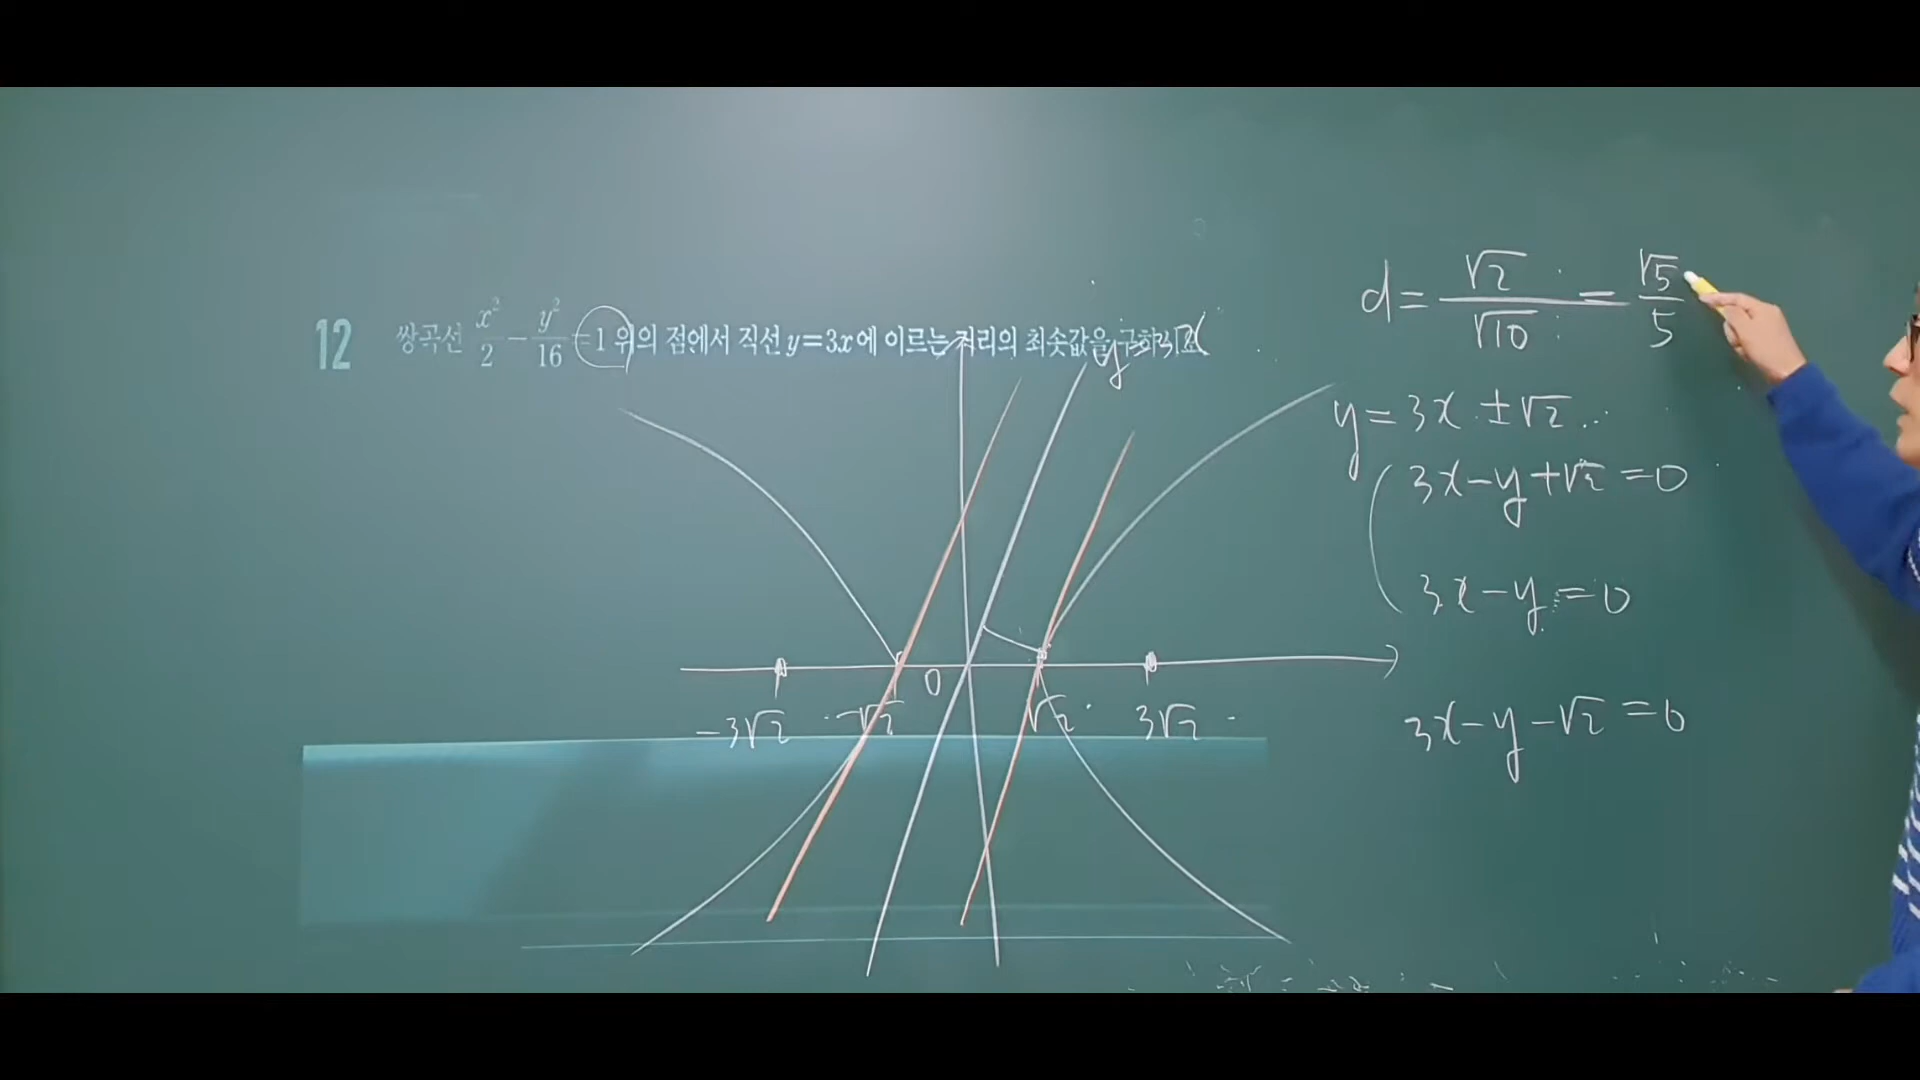 12 쌍곡선 x²/2 − y²/16 = 1 위의 점에서 직선 y=3x에 이르는 거리의 최솟값을 구하시오
y=3x
d = √2/√10 = √5/5
y = 3x ± √2
3x − y + √2 = 0
3x − y = 0
3x − y − √2 = 0
0
−3√2 −√2 √2 3√2